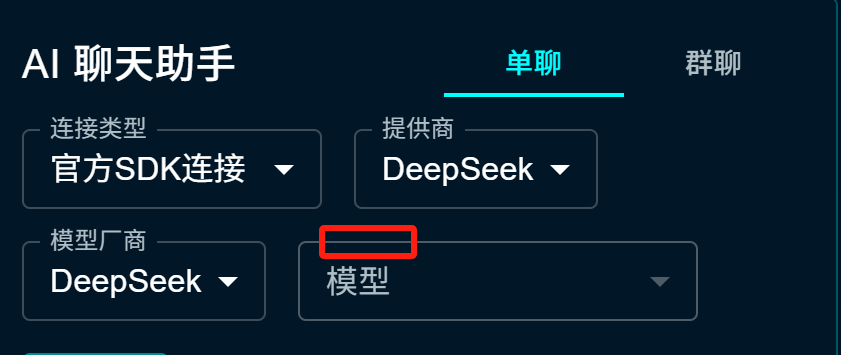 AI 聊天助手
单聊
群聊
连接类型
官方SDK连接
提供商
DeepSeek
模型厂商
DeepSeek
模型